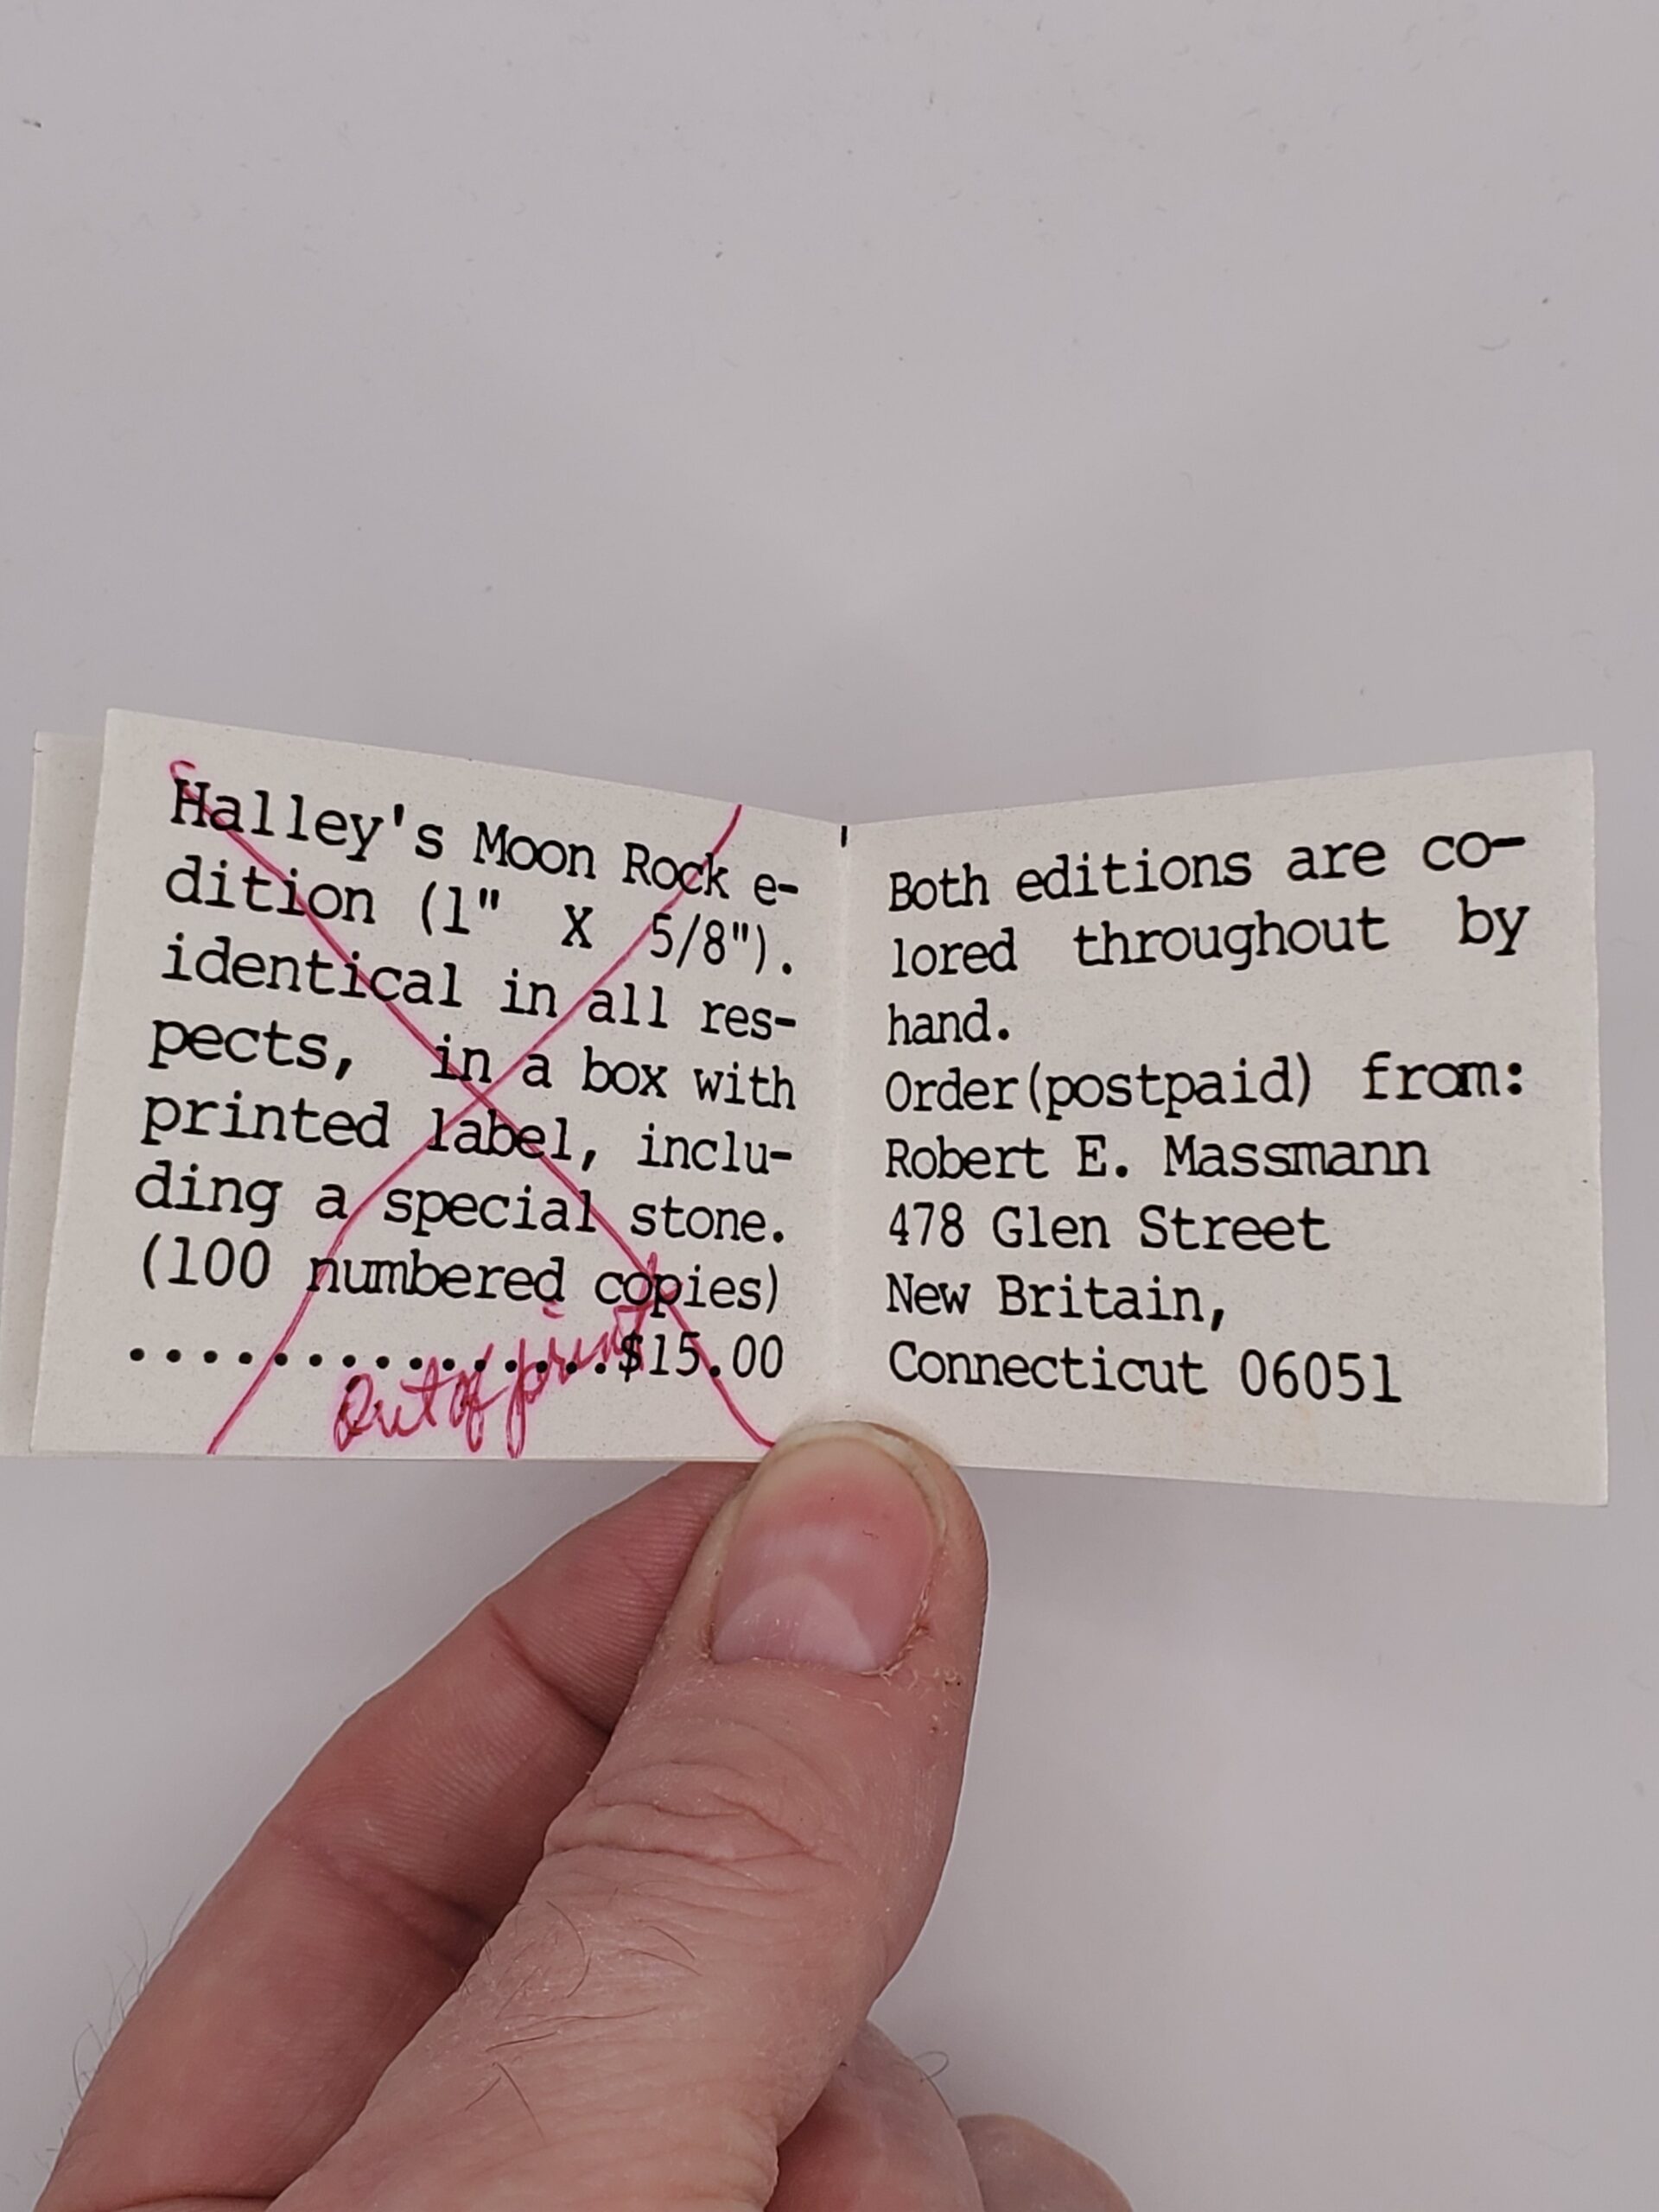 Halley's Moon Rock e-
dition (1" X 5/8").
identical in all res-
pects, in a box with
printed label, inclu-
ding a special stone.
(100 numbered copies)
..................$15.00
Out of print
Both editions are co-
lored throughout by
hand.
Order(postpaid) from:
Robert E. Massmann
478 Glen Street
New Britain,
Connecticut 06051